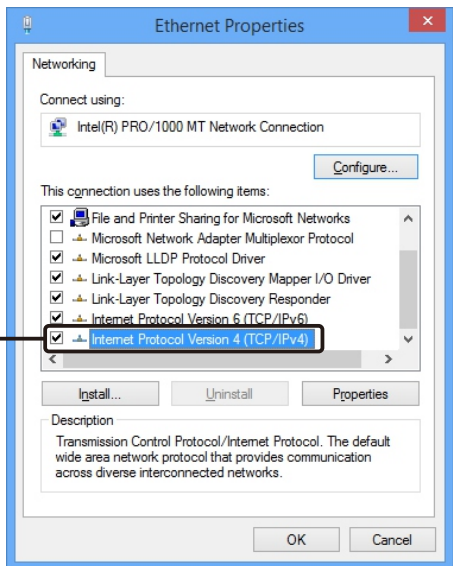 Ethernet Properties
Networking
Connect using:
Intel(R) PRO/1000 MT Network Connection
Configure...
This connection uses the following items:
File and Printer Sharing for Microsoft Networks
Microsoft Network Adapter Multiplexor Protocol
Microsoft LLDP Protocol Driver
Link-Layer Topology Discovery Mapper I/O Driver
Link-Layer Topology Discovery Responder
Internet Protocol Version 6 (TCP/IPv6)
Internet Protocol Version 4 (TCP/IPv4)
Install...
Uninstall
Properties
Description
Transmission Control Protocol/Internet Protocol. The default
wide area network protocol that provides communication
across diverse interconnected networks.
OK
Cancel